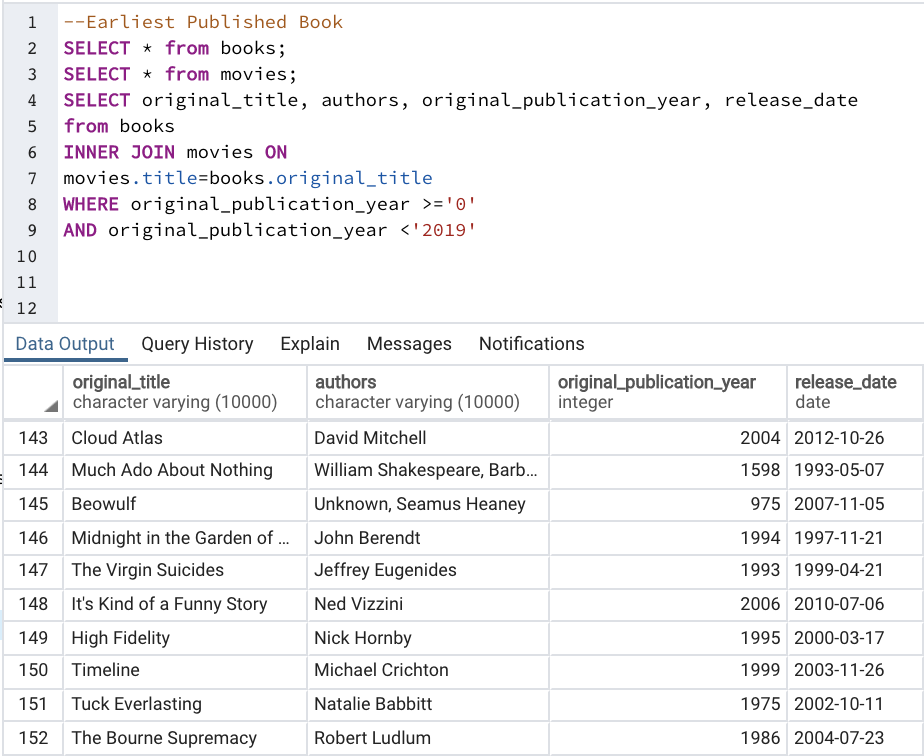 1 --Earliest Published Book
2 SELECT * from books;
3 SELECT * from movies;
4 SELECT original_title, authors, original_publication_year, release_date
5 from books
6 INNER JOIN movies ON
7 movies.title=books.original_title
8 WHERE original_publication_year >='0'
9 AND original_publication_year <'2019'
10
11
12
Data Output Query History Explain Messages Notifications
original_title authors original_publication_year release_date
character varying (10000) character varying (10000) integer date
143 Cloud Atlas David Mitchell 2004 2012-10-26
144 Much Ado About Nothing William Shakespeare, Barb... 1598 1993-05-07
145 Beowulf Unknown, Seamus Heaney 975 2007-11-05
146 Midnight in the Garden of ... John Berendt 1994 1997-11-21
147 The Virgin Suicides Jeffrey Eugenides 1993 1999-04-21
148 It's Kind of a Funny Story Ned Vizzini 2006 2010-07-06
149 High Fidelity Nick Hornby 1995 2000-03-17
150 Timeline Michael Crichton 1999 2003-11-26
151 Tuck Everlasting Natalie Babbitt 1975 2002-10-11
152 The Bourne Supremacy Robert Ludlum 1986 2004-07-23